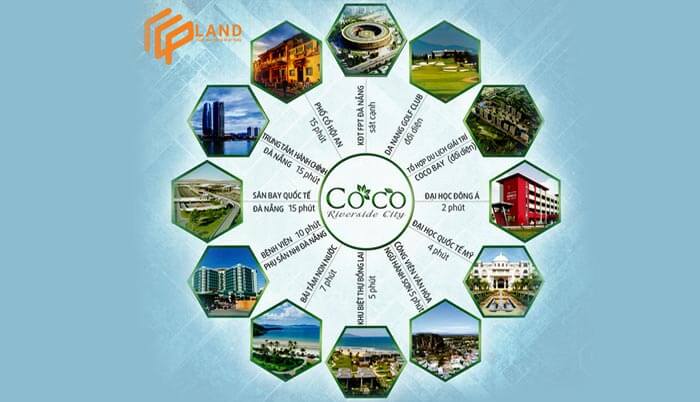 LAND
KĐT FPT ĐÀ NẴNG
sát cạnh
DA NANG GOLF CLUB
đối diện
TỔ HỢP DU LỊCH GIẢI TRÍ
COCO BAY (đối diện)
ĐẠI HỌC ĐÔNG Á
2 phút
ĐẠI HỌC QUỐC TẾ MỸ
4 phút
CÔNG VIÊN VĂN HÓA
NGŨ HÀNH SƠN 5 phút
KHU BIỆT THỰ BỒNG LAI
5 phút
BÃI TẮM NON NƯỚC
7 phút
BỆNH VIỆN 10 phút
PHỤ SẢN NHI ĐÀ NẴNG
SÂN BAY QUỐC TẾ
ĐÀ NẴNG 15 phút
TRUNG TÂM HÀNH CHÍNH
ĐÀ NẴNG 15 phút
PHỐ CỔ HỘI AN
15 phút
COCO
Riverside City